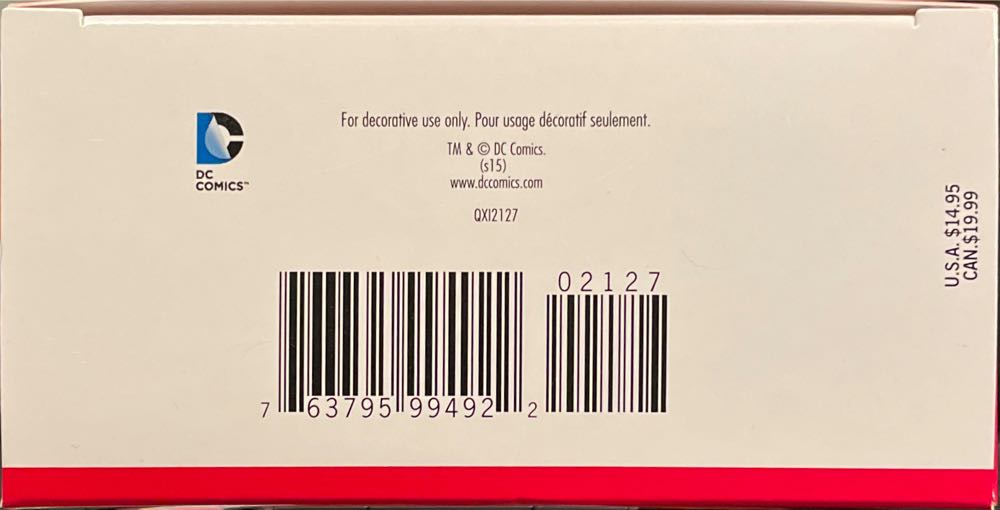 For decorative use only. Pour usage décoratif seulement.
TM & © DC Comics.
(s15)
www.dccomics.com
QXI2127
DC
COMICS™
U.S.A. $14.95
CAN.$19.99
02127
7 63795 99492 2